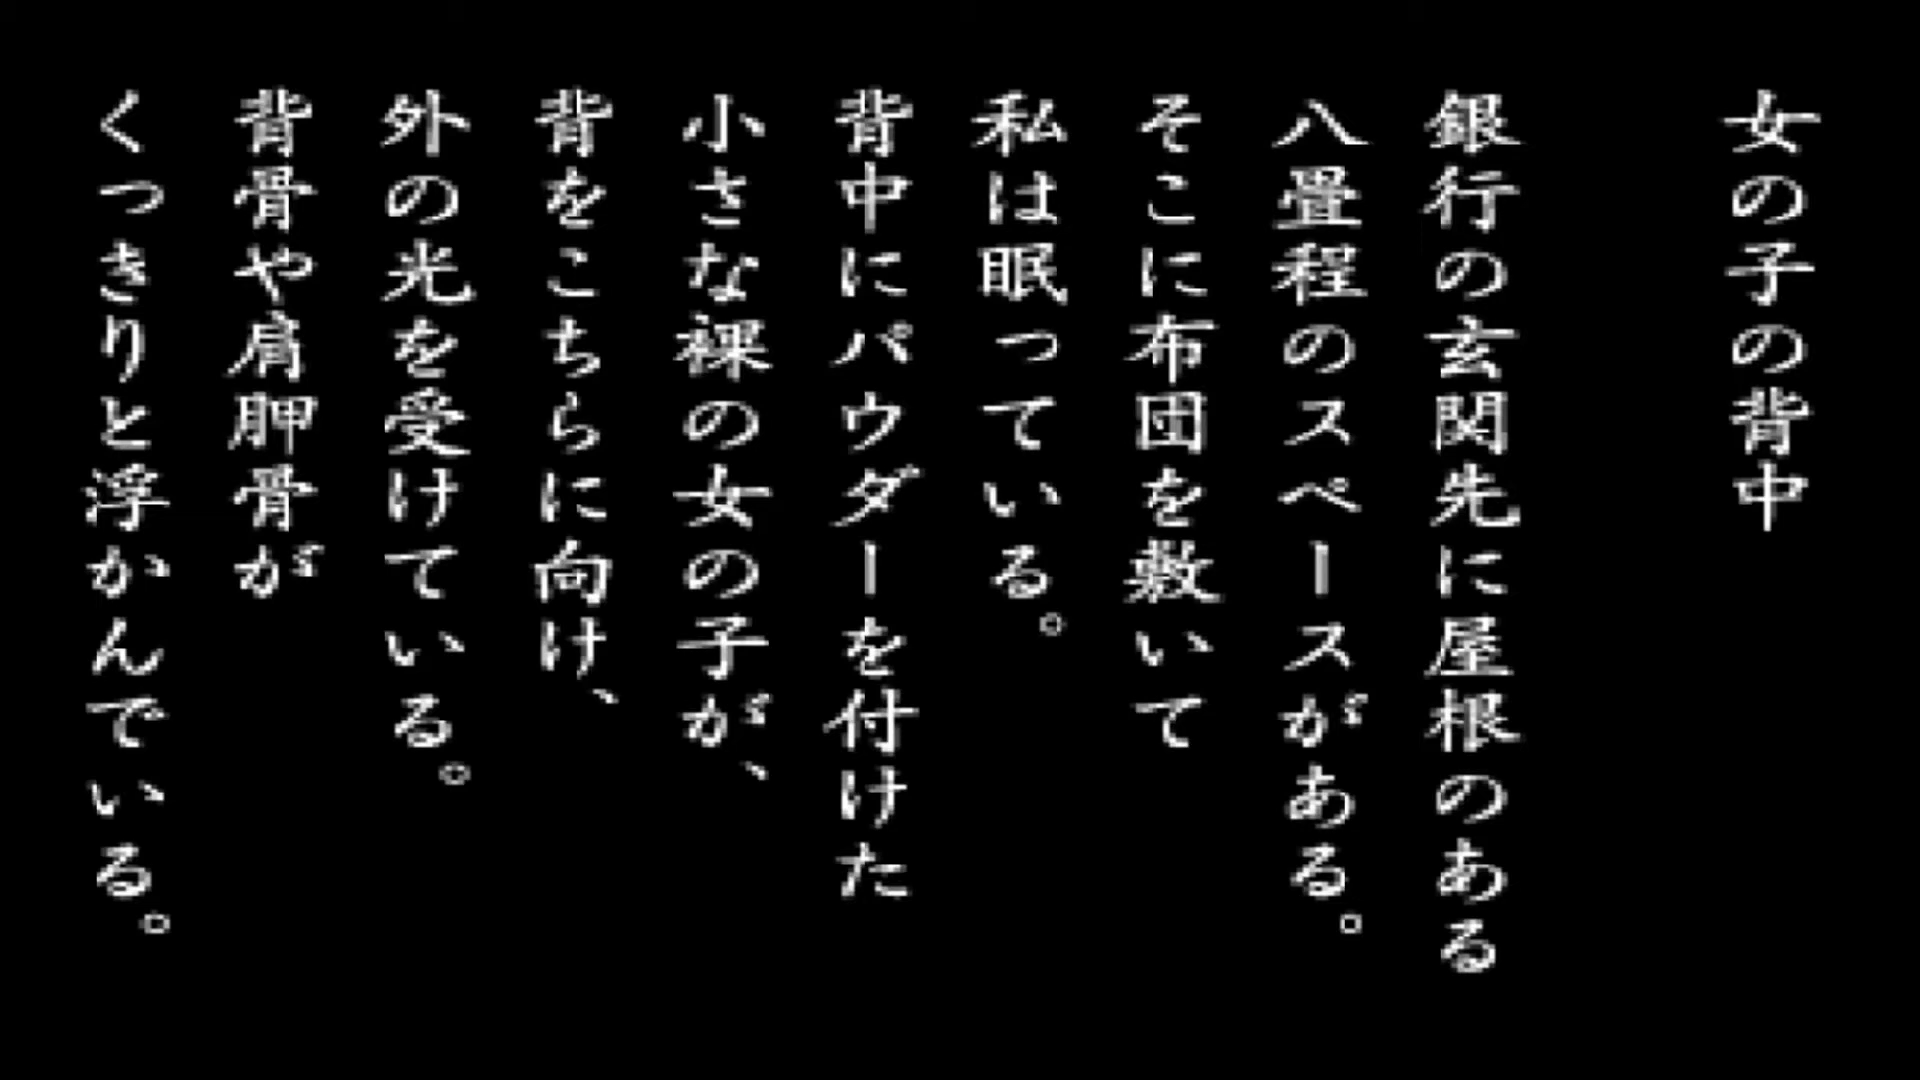 女の子の背中
銀行の玄関先に屋根のある
八畳程のスペースがある。
そこに布団を敷いて
私は眠っている。
背中にパウダーを付けた
小さな裸の女の子が、
背をこちらに向け、
外の光を受けている。
背骨や肩胛骨が
くっきりと浮かんでいる。